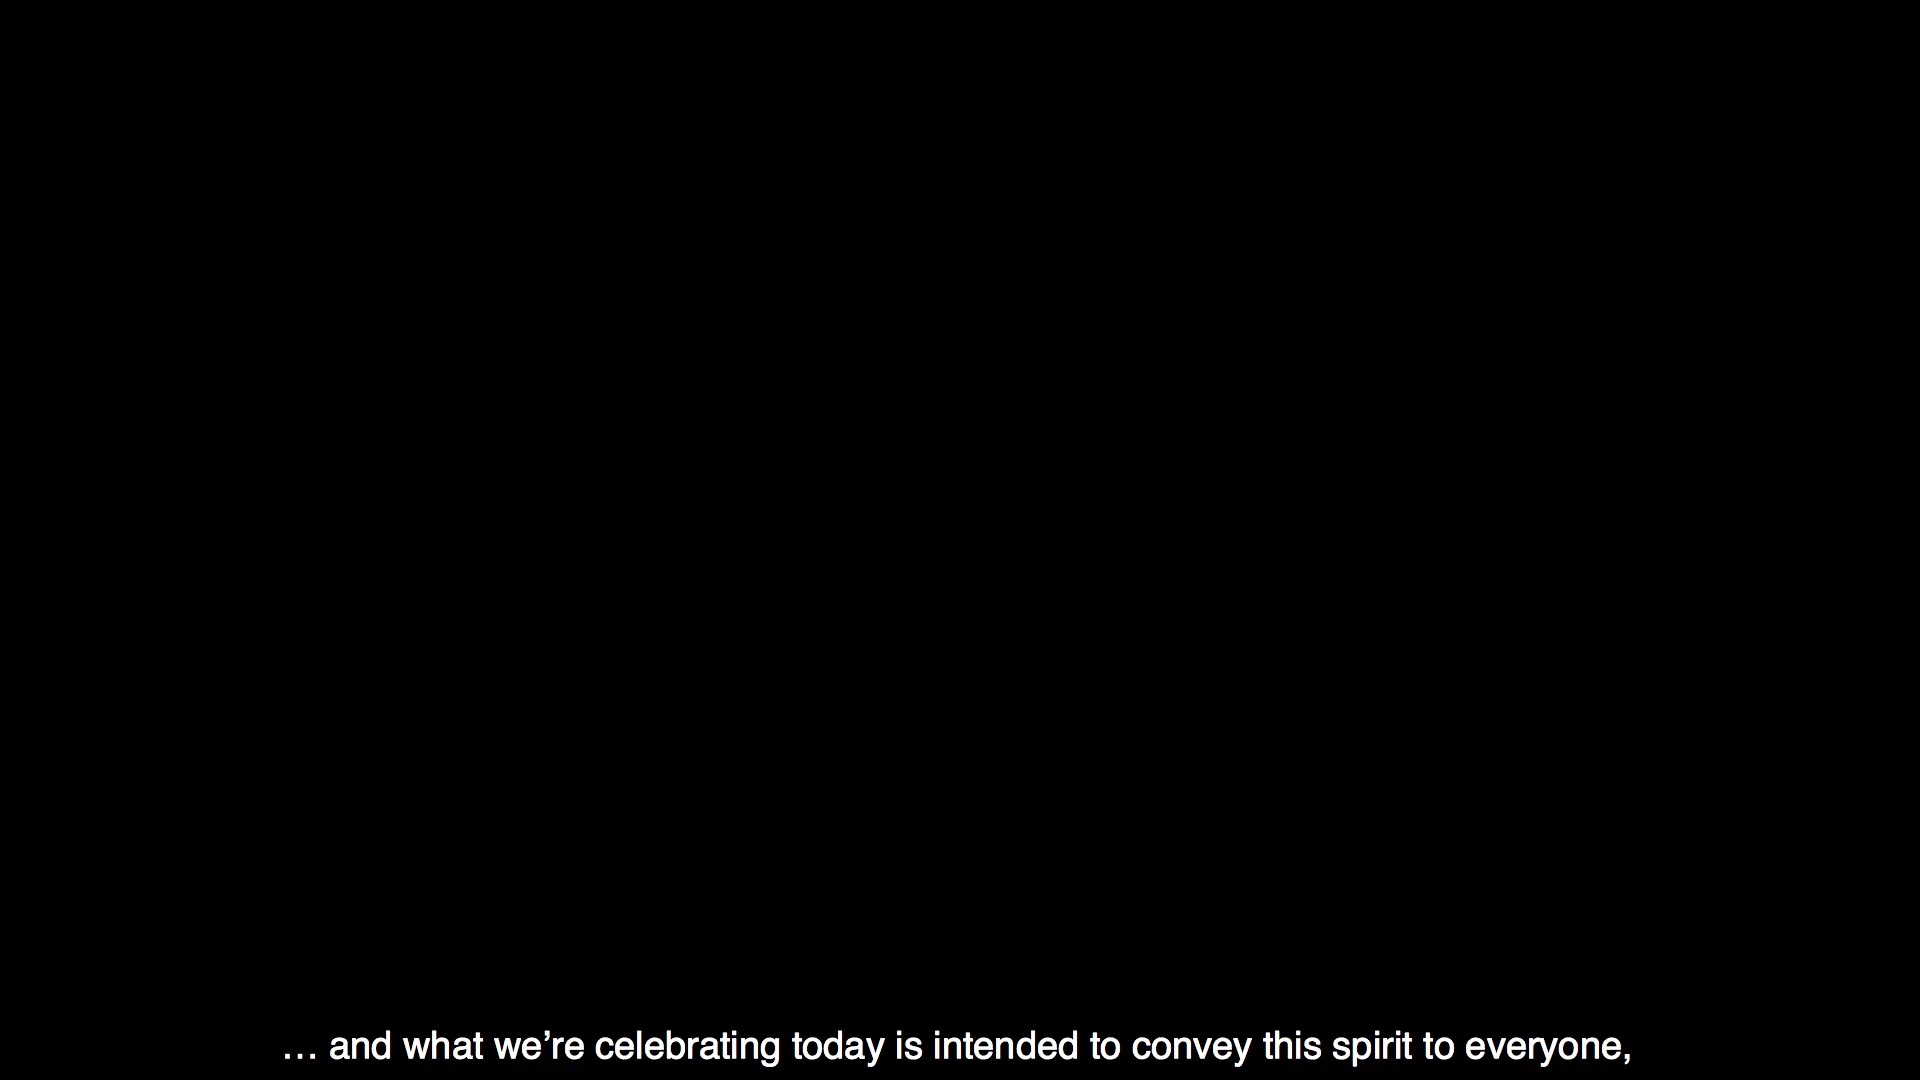 … and what we’re celebrating today is intended to convey this spirit to everyone,